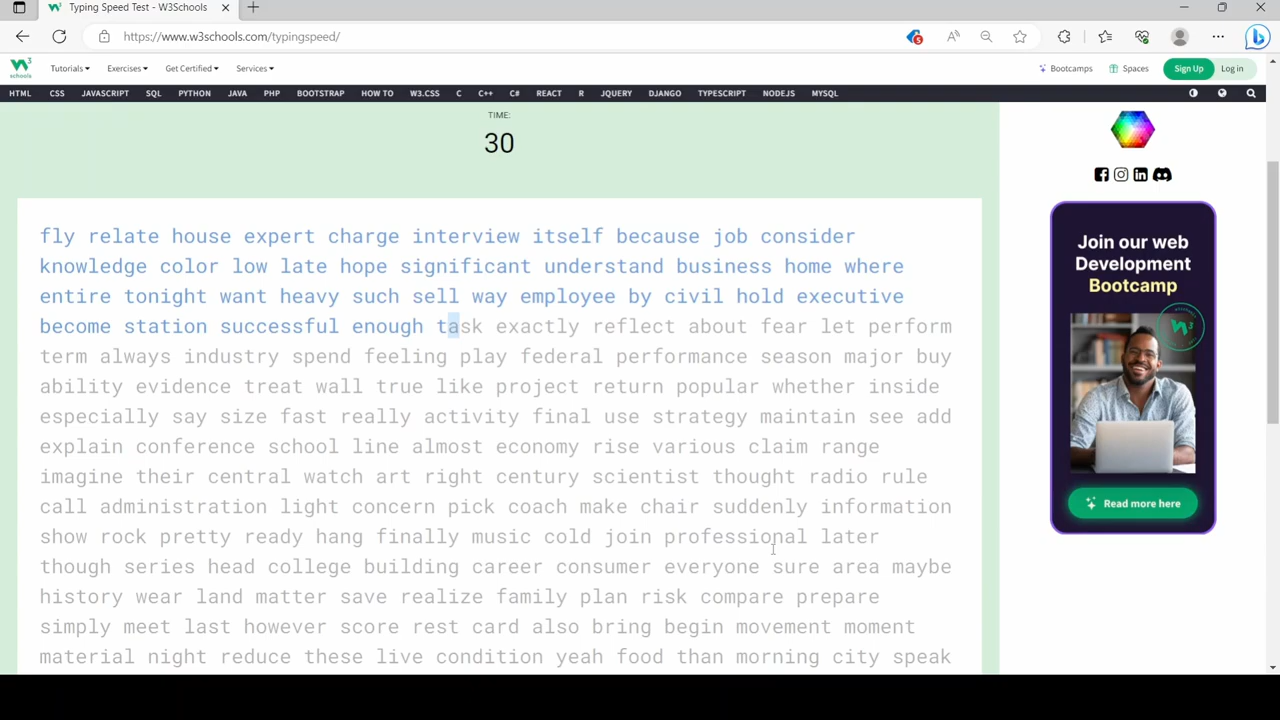 Typing Speed Test - W3Schools
https://www.w3schools.com/typingspeed/
5
3
schools
Tutorials Exercises Get Certified Services Bootcamps Spaces Sign Up Log in
HTML CSS JAVASCRIPT SQL PYTHON JAVA PHP BOOTSTRAP HOW TO W3.CSS C C++ C# REACT R JQUERY DJANGO TYPESCRIPT NODEJS MYSQL
TIME:
30
fly relate house expert charge interview itself because job consider
knowledge color low late hope significant understand business home where
entire tonight want heavy such sell way employee by civil hold executive
become station successful enough task exactly reflect about fear let perform
term always industry spend feeling play federal performance season major buy
ability evidence treat wall true like project return popular whether inside
especially say size fast really activity final use strategy maintain see add
explain conference school line almost economy rise various claim range
imagine their central watch art right century scientist thought radio rule
call administration light concern pick coach make chair suddenly information
show rock pretty ready hang finally music cold join professional later
though series head college building career consumer everyone sure area maybe
history wear land matter save realize family plan risk compare prepare
simply meet last however score rest card also bring begin movement moment
material night reduce these live condition yeah food than morning city speak
Join our web
Development
Bootcamp
Read more here